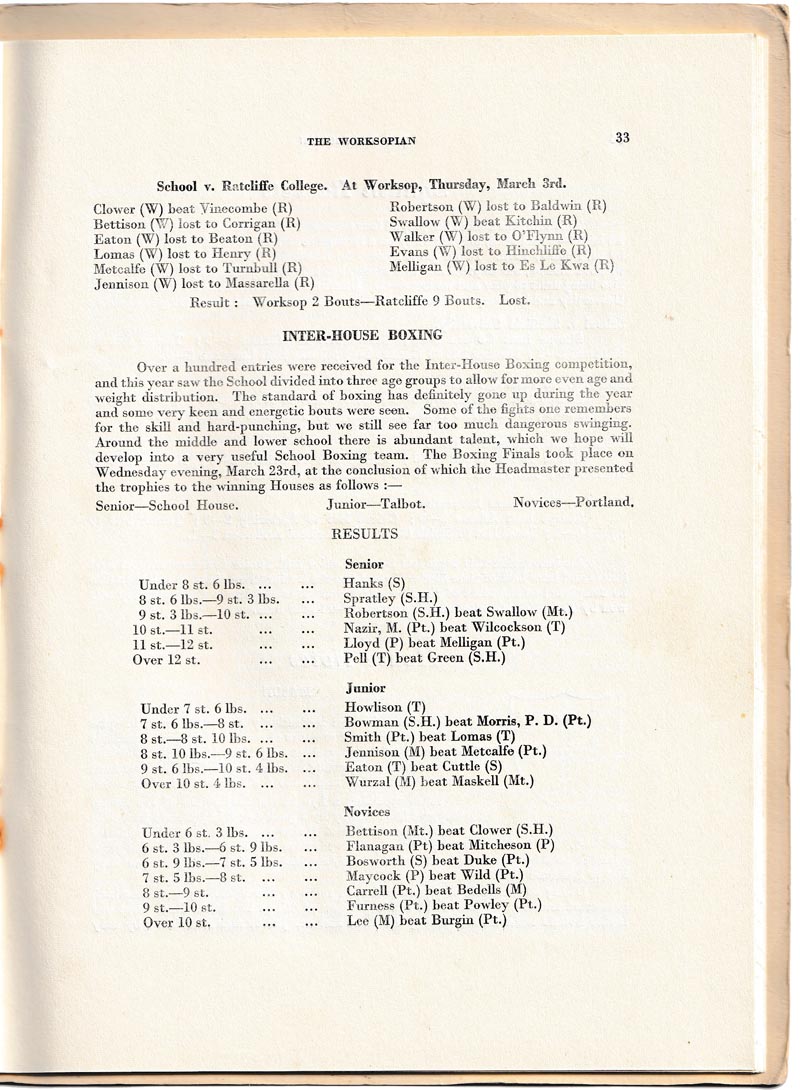 THE WORKSOPIAN 33
School v. Ratcliffe College. At Worksop, Thursday, March 3rd.
Clower (W) beat Vinecombe (R)
Bettison (W) lost to Corrigan (R)
Eaton (W) lost to Beaton (R)
Lomas (W) lost to Henry (R)
Metcalfe (W) lost to Turnbull (R)
Jennison (W) lost to Massarella (R)
Robertson (W) lost to Baldwin (R)
Swallow (W) beat Kitchin (R)
Walker (W) lost to O'Flynn (R)
Evans (W) lost to Hinchliffe (R)
Melligan (W) lost to Es Le Kwa (R)
Result : Worksop 2 Bouts—Ratcliffe 9 Bouts. Lost.
INTER-HOUSE BOXING
Over a hundred entries were received for the Inter-House Boxing competition,
and this year saw the School divided into three age groups to allow for more even age and
weight distribution. The standard of boxing has definitely gone up during the year
and some very keen and energetic bouts were seen. Some of the fights one remembers
for the skill and hard-punching, but we still see far too much dangerous swinging.
Around the middle and lower school there is abundant talent, which we hope will
develop into a very useful School Boxing team. The Boxing Finals took place on
Wednesday evening, March 23rd, at the conclusion of which the Headmaster presented
the trophies to the winning Houses as follows :—
Senior—School House. Junior—Talbot. Novices—Portland.
RESULTS
Senior
Under 8 st. 6 lbs. ... ... Hanks (S)
8 st. 6 lbs.—9 st. 3 lbs. ... Spratley (S.H.)
9 st. 3 lbs.—10 st. ... ... Robertson (S.H.) beat Swallow (Mt.)
10 st.—11 st. ... ... Nazir, M. (Pt.) beat Wilcockson (T)
11 st.—12 st. ... ... Lloyd (P) beat Melligan (Pt.)
Over 12 st. ... ... Pell (T) beat Green (S.H.)
Junior
Under 7 st. 6 lbs. ... ... Howlison (T)
7 st. 6 lbs.—8 st. ... ... Bowman (S.H.) beat Morris, P. D. (Pt.)
8 st.—8 st. 10 lbs. ... ... Smith (Pt.) beat Lomas (T)
8 st. 10 lbs.—9 st. 6 lbs. ... Jennison (M) beat Metcalfe (Pt.)
9 st. 6 lbs.—10 st. 4 lbs. ... Eaton (T) beat Cuttle (S)
Over 10 st. 4 lbs. ... ... Wurzal (M) beat Maskell (Mt.)
Novices
Under 6 st. 3 lbs. ... ... Bettison (Mt.) beat Clower (S.H.)
6 st. 3 lbs.—6 st. 9 lbs. ... Flanagan (Pt) beat Mitcheson (P)
6 st. 9 lbs.—7 st. 5 lbs. ... Bosworth (S) beat Duke (Pt.)
7 st. 5 lbs.—8 st. ... ... Maycock (P) beat Wild (Pt.)
8 st.—9 st. ... ... Carrell (Pt.) beat Bedells (M)
9 st.—10 st. ... ... Furness (Pt.) beat Powley (Pt.)
Over 10 st. ... ... Lee (M) beat Burgin (Pt.)